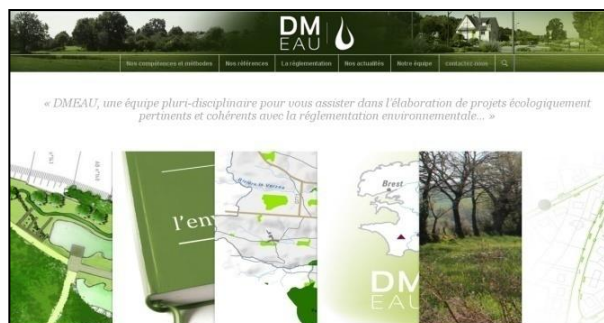 DM
EAU
Nos compétences et méthodes Nos références La réglementation Nos actualités Notre équipe contactez-nous
« DMEAU, une équipe pluri-disciplinaire pour vous assister dans l'élaboration de projets écologiquement
pertinents et cohérents avec la réglementation environnementale... »
l'env
Brest
DM
EAU